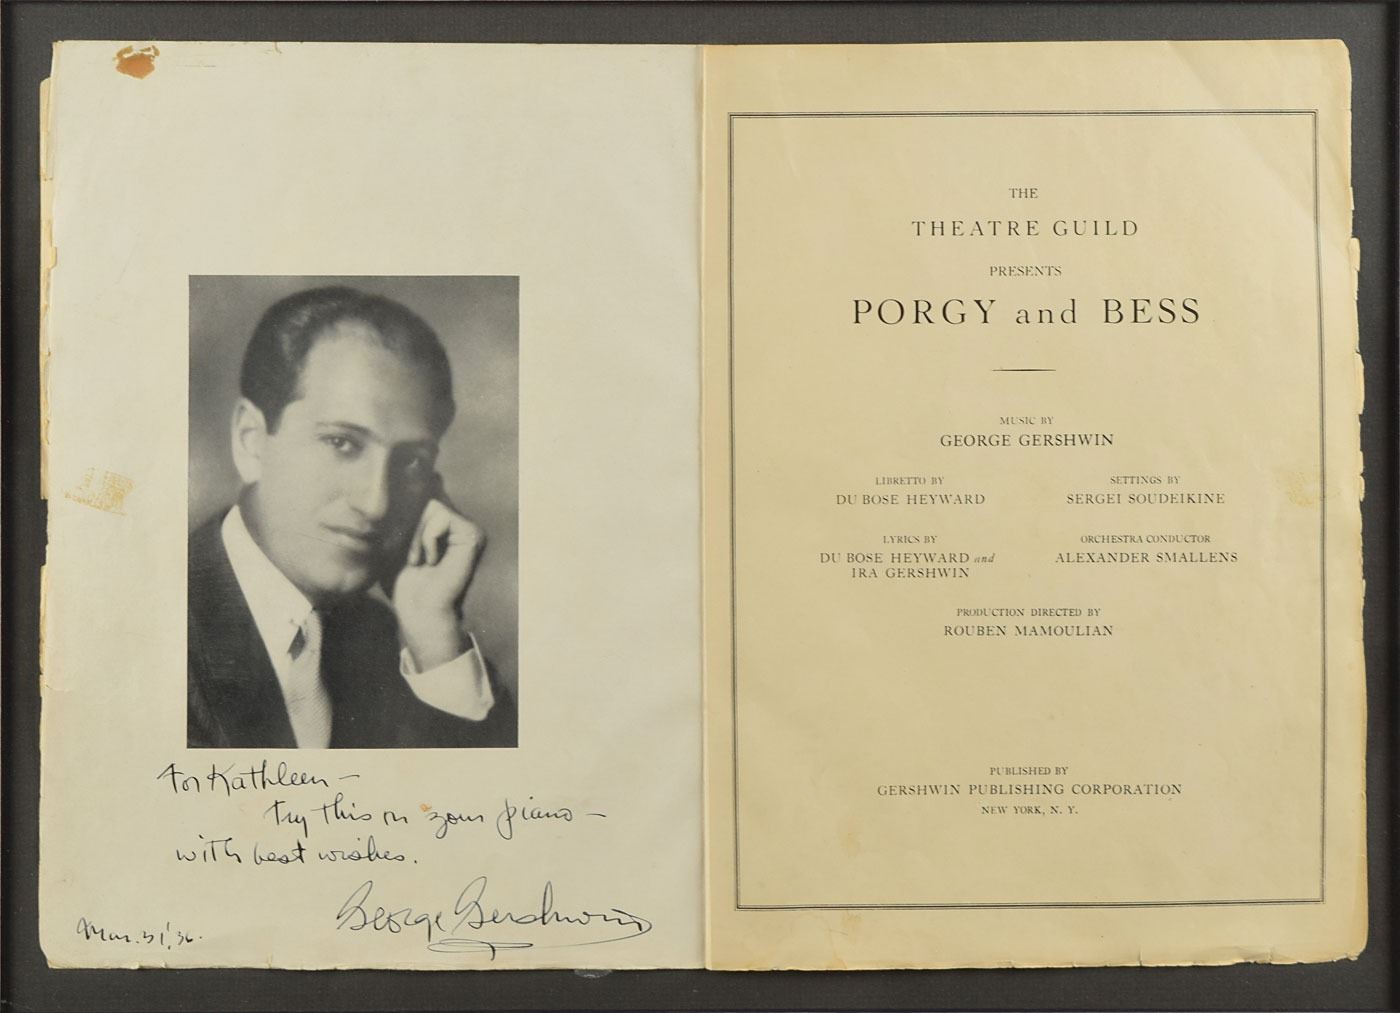 For Kathleen –
try this on your piano –
with best wishes.
George Gershwin
Mar. 31, '36.
THE
THEATRE GUILD
PRESENTS
PORGY and BESS
MUSIC BY
GEORGE GERSHWIN
LIBRETTO BY
DU BOSE HEYWARD
SETTINGS BY
SERGEI SOUDEIKINE
LYRICS BY
DU BOSE HEYWARD and
IRA GERSHWIN
ORCHESTRA CONDUCTOR
ALEXANDER SMALLENS
PRODUCTION DIRECTED BY
ROUBEN MAMOULIAN
PUBLISHED BY
GERSHWIN PUBLISHING CORPORATION
NEW YORK, N. Y.